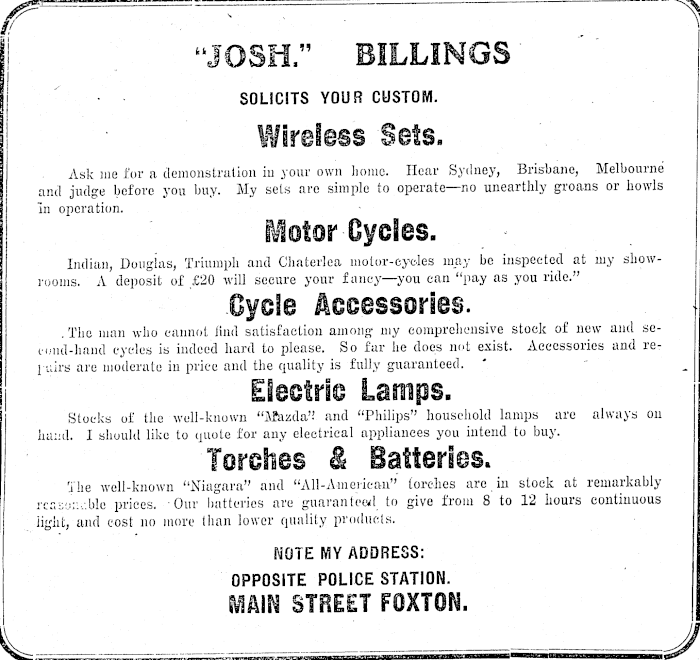 "JOSH." BILLINGS
SOLICITS YOUR CUSTOM.
Wireless Sets.
Ask me for a demonstration in your own home. Hear Sydney, Brisbane, Melbourne
and judge before you buy. My sets are simple to operate—no unearthly groans or howls
in operation.
Motor Cycles.
Indian, Douglas, Triumph and Chaterlea motor-cycles may be inspected at my show-
rooms. A deposit of £20 will secure your fancy—you can "pay as you ride."
Cycle Accessories.
The man who cannot find satisfaction among my comprehensive stock of new and se-
cond-hand cycles is indeed hard to please. So far he does not exist. Accessories and re-
pairs are moderate in price and the quality is fully guaranteed.
Electric Lamps.
Stocks of the well-known "Mazda" and "Philips" household lamps are always on
hand. I should like to quote for any electrical appliances you intend to buy.
Torches & Batteries.
The well-known "Niagara" and "All-American" torches are in stock at remarkably
reasonable prices. Our batteries are guaranteed to give from 8 to 12 hours continuous
light, and cost no more than lower quality products.
NOTE MY ADDRESS:
OPPOSITE POLICE STATION.
MAIN STREET FOXTON.